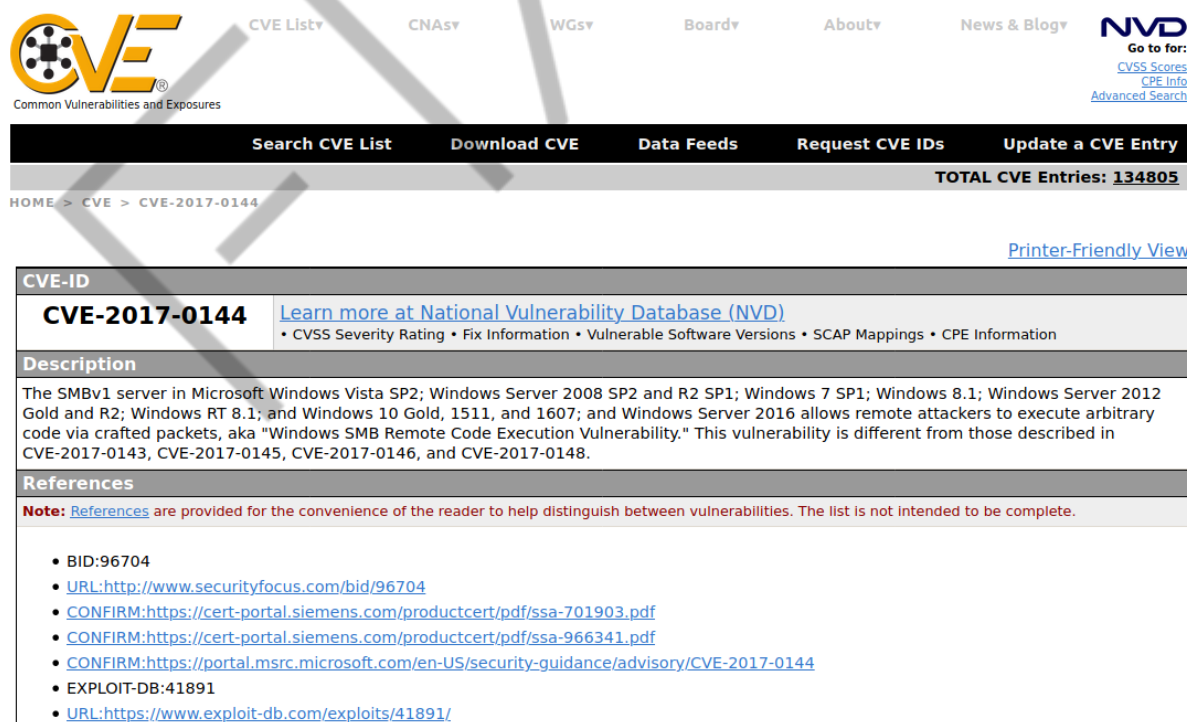 CVE List▾ CNAs▾ WGs▾ Board▾ About▾ News & Blog▾
CVE®
Common Vulnerabilities and Exposures
NVD
Go to for:
CVSS Scores
CPE Info
Advanced Search
Search CVE List Download CVE Data Feeds Request CVE IDs Update a CVE Entry
TOTAL CVE Entries: 134805
HOME > CVE > CVE-2017-0144
Printer-Friendly View
CVE-ID
CVE-2017-0144 Learn more at National Vulnerability Database (NVD)
• CVSS Severity Rating • Fix Information • Vulnerable Software Versions • SCAP Mappings • CPE Information
Description
The SMBv1 server in Microsoft Windows Vista SP2; Windows Server 2008 SP2 and R2 SP1; Windows 7 SP1; Windows 8.1; Windows Server 2012
Gold and R2; Windows RT 8.1; and Windows 10 Gold, 1511, and 1607; and Windows Server 2016 allows remote attackers to execute arbitrary
code via crafted packets, aka "Windows SMB Remote Code Execution Vulnerability." This vulnerability is different from those described in
CVE-2017-0143, CVE-2017-0145, CVE-2017-0146, and CVE-2017-0148.
References
Note: References are provided for the convenience of the reader to help distinguish between vulnerabilities. The list is not intended to be complete.
• BID:96704
• URL:http://www.securityfocus.com/bid/96704
• CONFIRM:https://cert-portal.siemens.com/productcert/pdf/ssa-701903.pdf
• CONFIRM:https://cert-portal.siemens.com/productcert/pdf/ssa-966341.pdf
• CONFIRM:https://portal.msrc.microsoft.com/en-US/security-guidance/advisory/CVE-2017-0144
• EXPLOIT-DB:41891
• URL:https://www.exploit-db.com/exploits/41891/